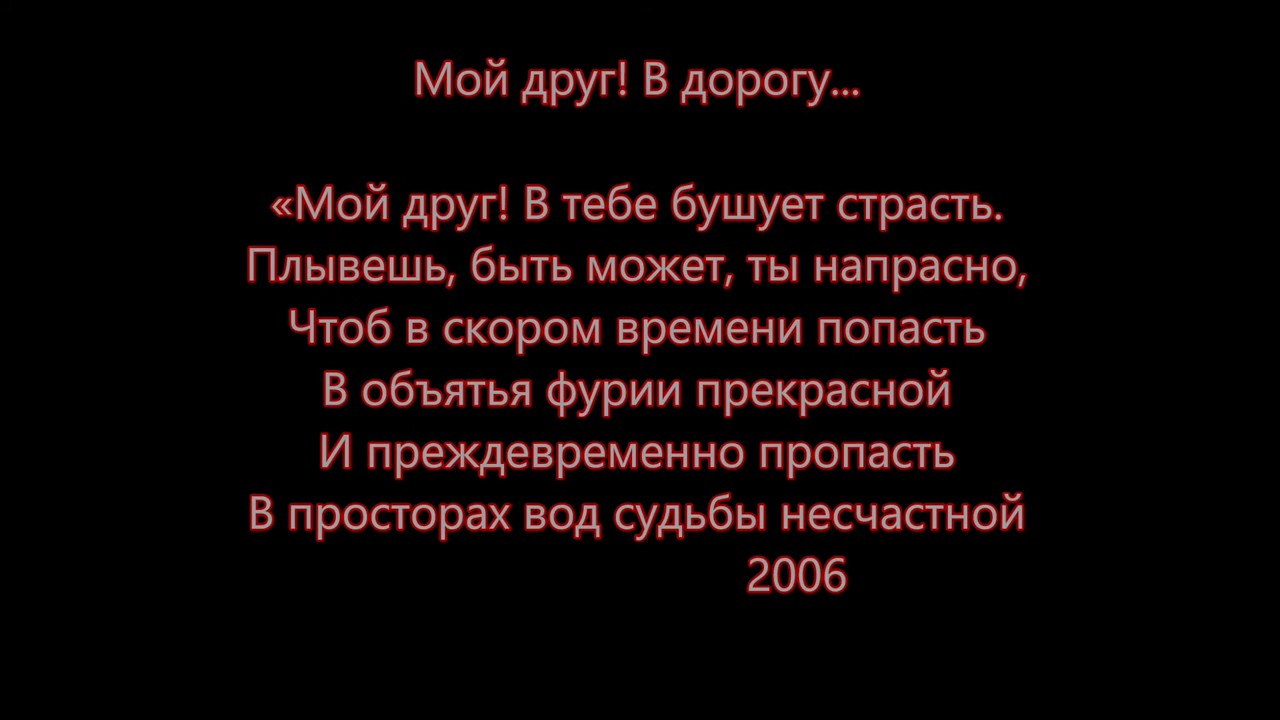 Мой друг! В дорогу...
«Мой друг! В тебе бушует страсть.
Плывешь, быть может, ты напрасно,
Чтоб в скором времени попасть
В объятья фурии прекрасной
И преждевременно пропасть
В просторах вод судьбы несчастной
2006